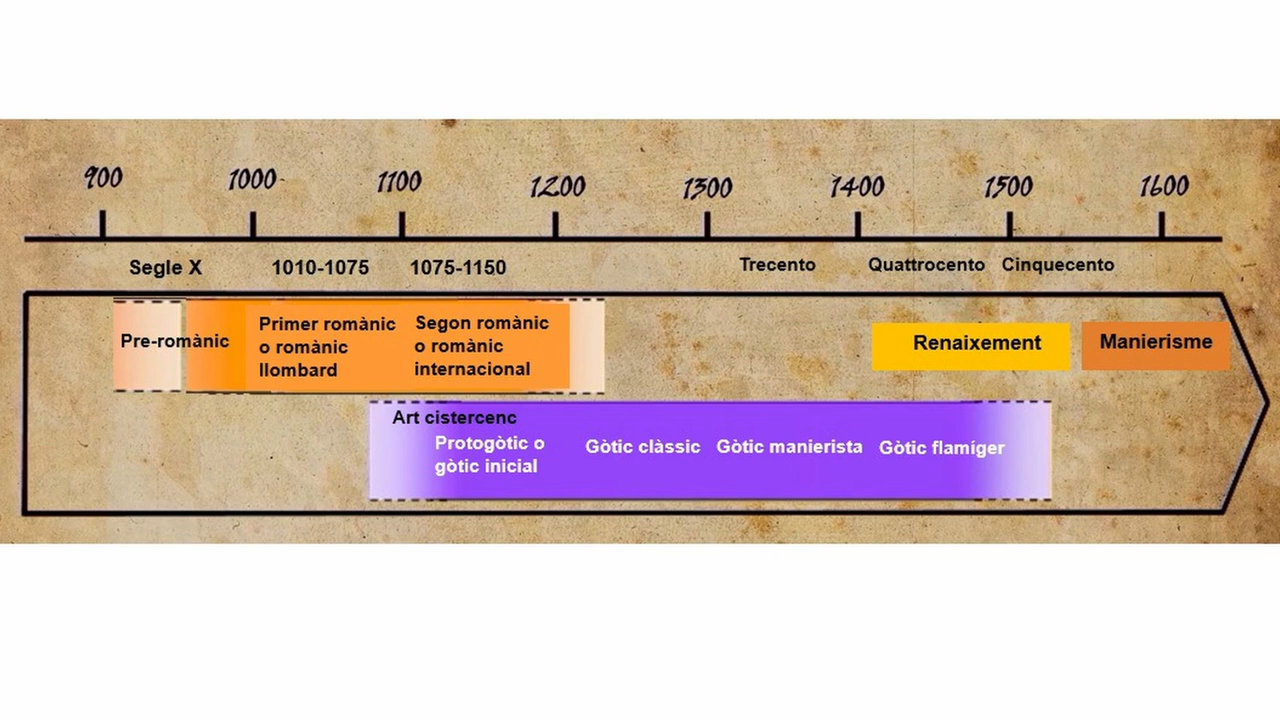 900 1000 1100 1200 1300 1400 1500 1600
Segle X 1010-1075 1075-1150 Trecento Quattrocento Cinquecento
Pre-romànic
Primer romànic
o romànic
llombard
Segon romànic
o romànic
internacional
Renaixement
Manierisme
Art cistercenc
Protogòtic o
gòtic inicial
Gòtic clàssic
Gòtic manierista
Gòtic flamíger